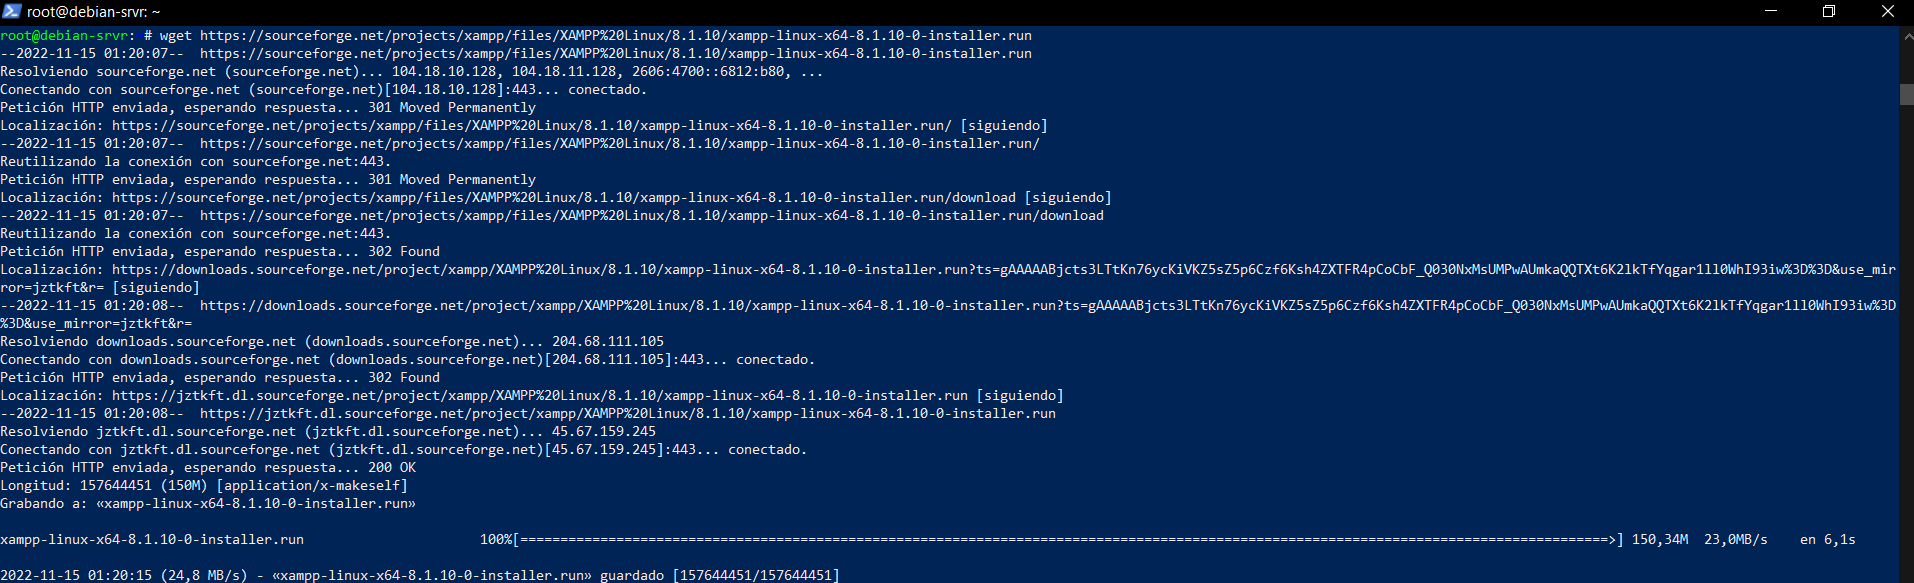 root@debian-srvr: ~
root@debian-srvr:~# wget https://sourceforge.net/projects/xampp/files/XAMPP%20Linux/8.1.10/xampp-linux-x64-8.1.10-0-installer.run
--2022-11-15 01:20:07--  https://sourceforge.net/projects/xampp/files/XAMPP%20Linux/8.1.10/xampp-linux-x64-8.1.10-0-installer.run
Resolviendo sourceforge.net (sourceforge.net)... 104.18.10.128, 104.18.11.128, 2606:4700::6812:b80, ...
Conectando con sourceforge.net (sourceforge.net)[104.18.10.128]:443... conectado.
Petición HTTP enviada, esperando respuesta... 301 Moved Permanently
Localización: https://sourceforge.net/projects/xampp/files/XAMPP%20Linux/8.1.10/xampp-linux-x64-8.1.10-0-installer.run/ [siguiendo]
--2022-11-15 01:20:07--  https://sourceforge.net/projects/xampp/files/XAMPP%20Linux/8.1.10/xampp-linux-x64-8.1.10-0-installer.run/
Reutilizando la conexión con sourceforge.net:443.
Petición HTTP enviada, esperando respuesta... 301 Moved Permanently
Localización: https://sourceforge.net/projects/xampp/files/XAMPP%20Linux/8.1.10/xampp-linux-x64-8.1.10-0-installer.run/download [siguiendo]
--2022-11-15 01:20:07--  https://sourceforge.net/projects/xampp/files/XAMPP%20Linux/8.1.10/xampp-linux-x64-8.1.10-0-installer.run/download
Reutilizando la conexión con sourceforge.net:443.
Petición HTTP enviada, esperando respuesta... 302 Found
Localización: https://downloads.sourceforge.net/project/xampp/XAMPP%20Linux/8.1.10/xampp-linux-x64-8.1.10-0-installer.run?ts=gAAAAABjcts3LTtKn76ycKiVKZ5sZ5p6Czf6Ksh4ZXTFR4pCoCbF_Q030NxMsUMPwAUmkaQQTXt6K2lkTfYqgar1ll0WhI93iw%3D%3D&use_mir
ror=jztkft&r= [siguiendo]
--2022-11-15 01:20:08--  https://downloads.sourceforge.net/project/xampp/XAMPP%20Linux/8.1.10/xampp-linux-x64-8.1.10-0-installer.run?ts=gAAAAABjcts3LTtKn76ycKiVKZ5sZ5p6Czf6Ksh4ZXTFR4pCoCbF_Q030NxMsUMPwAUmkaQQTXt6K2lkTfYqgar1ll0WhI93iw%3D
%3D&use_mirror=jztkft&r=
Resolviendo downloads.sourceforge.net (downloads.sourceforge.net)... 204.68.111.105
Conectando con downloads.sourceforge.net (downloads.sourceforge.net)[204.68.111.105]:443... conectado.
Petición HTTP enviada, esperando respuesta... 302 Found
Localización: https://jztkft.dl.sourceforge.net/project/xampp/XAMPP%20Linux/8.1.10/xampp-linux-x64-8.1.10-0-installer.run [siguiendo]
--2022-11-15 01:20:08--  https://jztkft.dl.sourceforge.net/project/xampp/XAMPP%20Linux/8.1.10/xampp-linux-x64-8.1.10-0-installer.run
Resolviendo jztkft.dl.sourceforge.net (jztkft.dl.sourceforge.net)... 45.67.159.245
Conectando con jztkft.dl.sourceforge.net (jztkft.dl.sourceforge.net)[45.67.159.245]:443... conectado.
Petición HTTP enviada, esperando respuesta... 200 OK
Longitud: 157644451 (150M) [application/x-makeself]
Grabando a: «xampp-linux-x64-8.1.10-0-installer.run»
xampp-linux-x64-8.1.10-0-installer.run 100%[========================================================================================================================================>] 150,34M  23,0MB/s    en 6,1s
2022-11-15 01:20:15 (24,8 MB/s) - «xampp-linux-x64-8.1.10-0-installer.run» guardado [157644451/157644451]